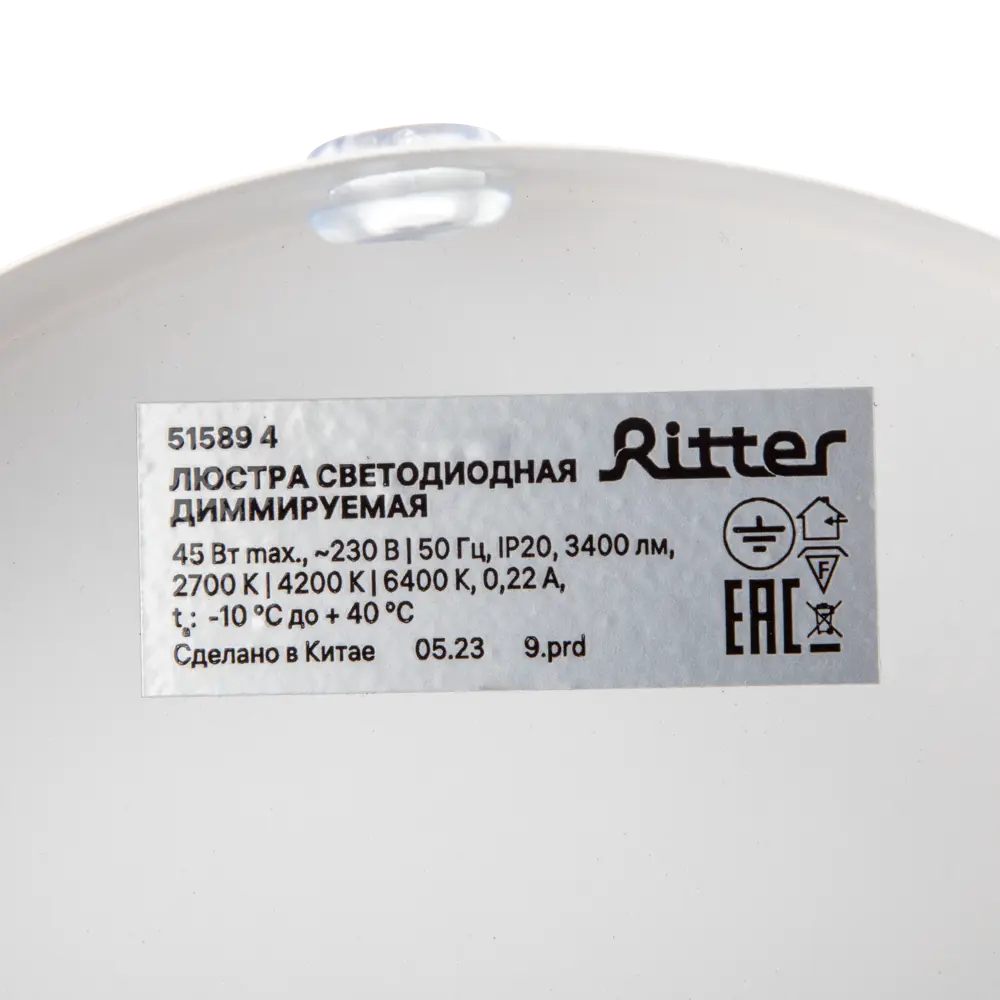 51589 4
Ritter
ЛЮСТРА СВЕТОДИОДНАЯ
ДИММИРУЕМАЯ
45 Вт max., ~230 В | 50 Гц, IP20, 3400 лм,
2700 К | 4200 К | 6400 К, 0,22 А,
tа: -10 °C до + 40 °C
Сделано в Китае 05.23 9.prd
F
EAC